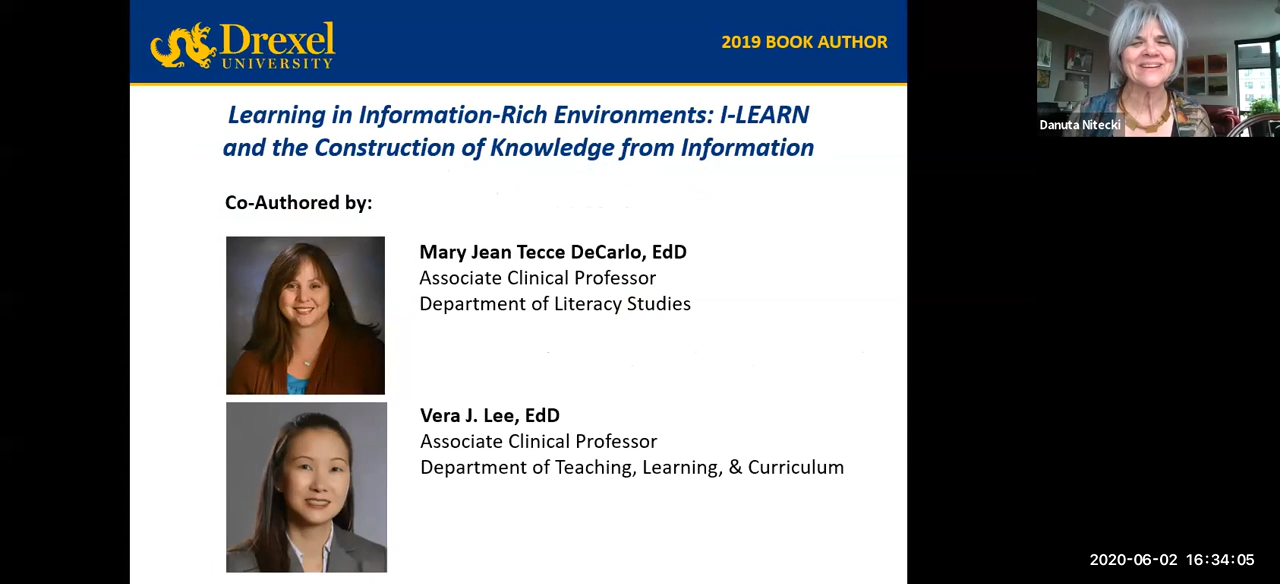 Drexel
UNIVERSITY
2019 BOOK AUTHOR
Learning in Information-Rich Environments: I-LEARN
and the Construction of Knowledge from Information
Co-Authored by:
Mary Jean Tecce DeCarlo, EdD
Associate Clinical Professor
Department of Literacy Studies
Vera J. Lee, EdD
Associate Clinical Professor
Department of Teaching, Learning, & Curriculum
Danuta Nitecki
2020-06-02 16:34:05